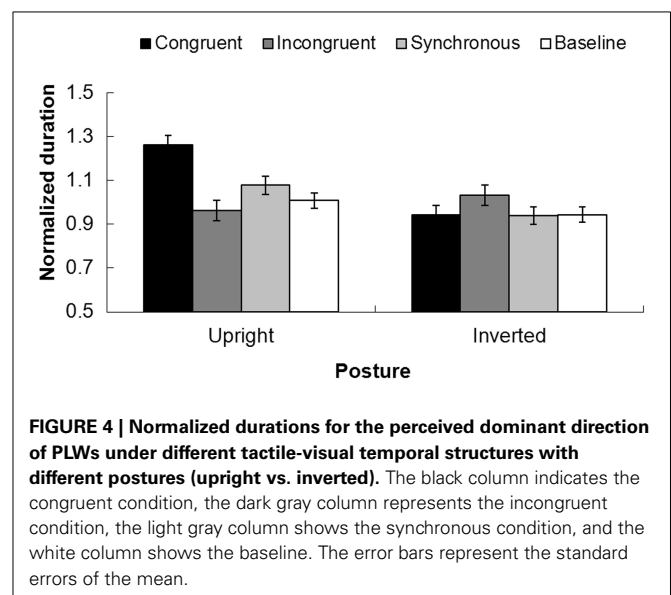 Congruent Incongruent Synchronous Baseline
1.5
1.3
1.1
0.9
0.7
0.5
Normalized duration
Upright Inverted
Posture
FIGURE 4 | Normalized durations for the perceived dominant direction
of PLWs under different tactile-visual temporal structures with
different postures (upright vs. inverted). The black column indicates the
congruent condition, the dark gray column represents the incongruent
condition, the light gray column shows the synchronous condition, and the
white column shows the baseline. The error bars represent the standard
errors of the mean.